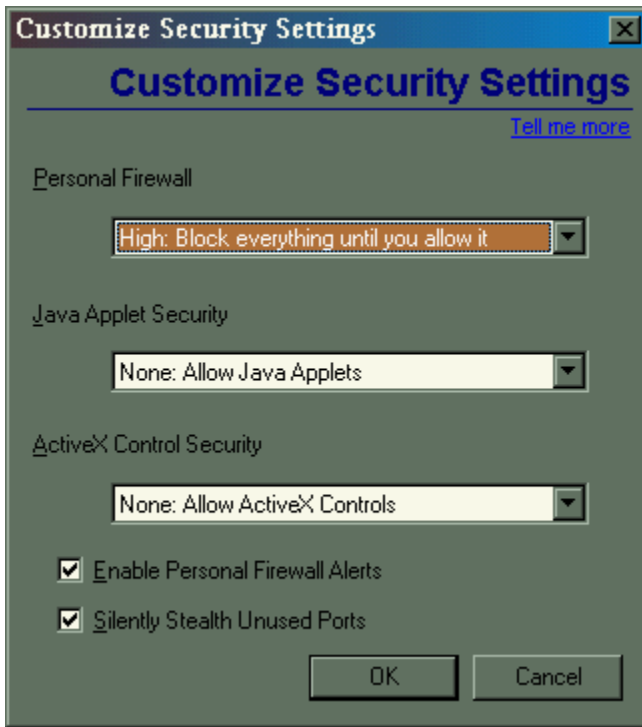 Customize Security Settings
Customize Security Settings
Tell me more
Personal Firewall
High: Block everything until you allow it
Java Applet Security
None: Allow Java Applets
ActiveX Control Security
None: Allow ActiveX Controls
Enable Personal Firewall Alerts
Silently Stealth Unused Ports
OK Cancel